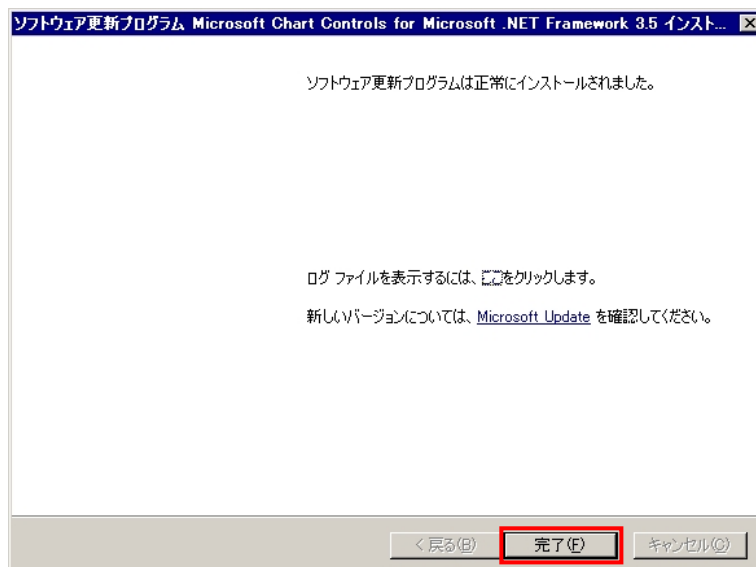 ソフトウェア更新プログラム Microsoft Chart Controls for Microsoft .NET Framework 3.5 インスト...
ソフトウェア更新プログラムは正常にインストールされました。
ログ ファイルを表示するには、ここをクリックします。
新しいバージョンについては、Microsoft Update を確認してください。
< 戻る(B)
完了(F)
キャンセル(C)